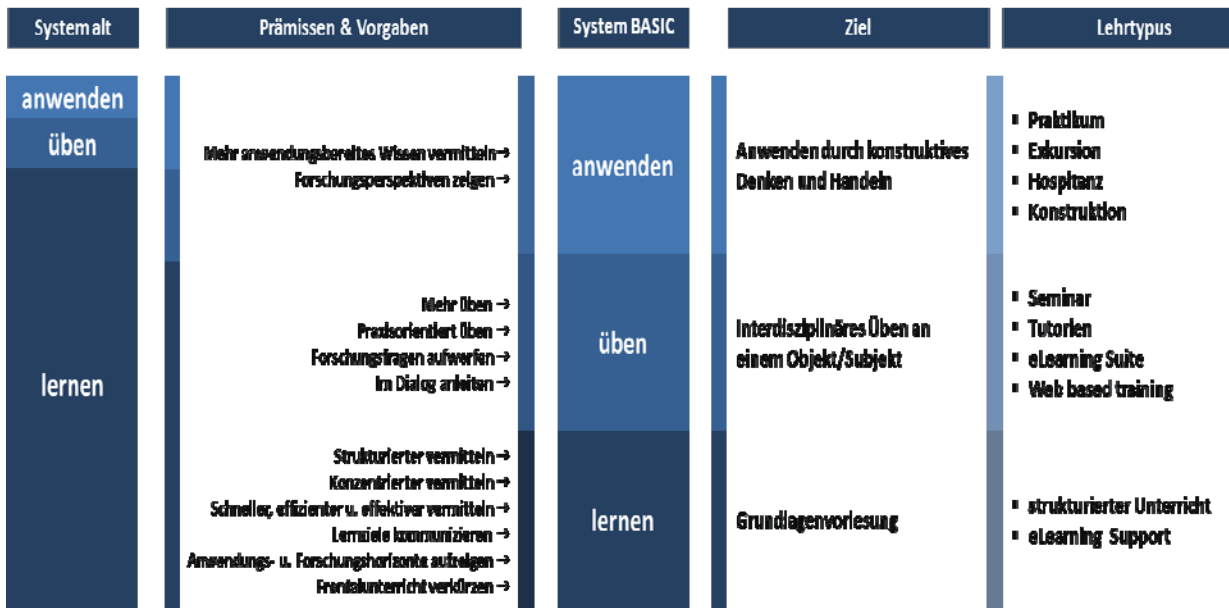 System alt
Prämissen & Vorgaben
System BASIC
Ziel
Lehrtypus
anwenden
üben
lernen
Mehr anwendungsbereites Wissen vermitteln →
Forschungsperspektiven zeigen →
Mehr üben →
Praxisorientiert üben →
Forschungsfragen aufwerfen →
Im Dialog anleiten →
Strukturierter vermitteln →
Konzentrierter vermitteln →
Schneller, effizienter u. effektiver vermitteln →
Lernziele kommunizieren →
Anwendungs- u. Forschungshorizonte aufzeigen →
Frontalunterricht verkürzen →
anwenden
üben
lernen
Anwenden durch konstruktives
Denken und Handeln
Interdisziplinäres Üben an
einem Objekt/Subjekt
Grundlagenvorlesung
▪ Praktikum
▪ Exkursion
▪ Hospitanz
▪ Konstruktion
▪ Seminar
▪ Tutorien
▪ eLearning Suite
▪ Web based training
▪ strukturierter Unterricht
▪ eLearning Support